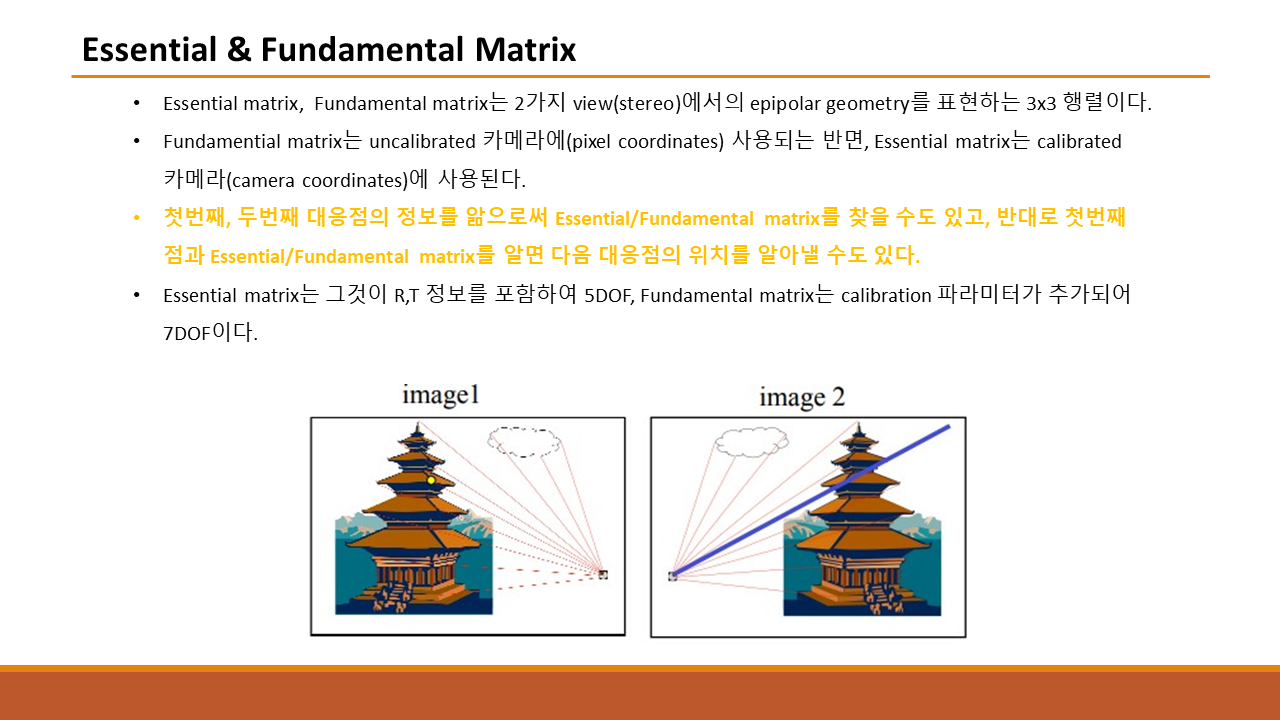 Essential & Fundamental Matrix
• Essential matrix, Fundamental matrix는 2가지 view(stereo)에서의 epipolar geometry를 표현하는 3x3 행렬이다.
• Fundamential matrix는 uncalibrated 카메라에(pixel coordinates) 사용되는 반면, Essential matrix는 calibrated
카메라(camera coordinates)에 사용된다.
• 첫번째, 두번째 대응점의 정보를 앎으로써 Essential/Fundamental matrix를 찾을 수도 있고, 반대로 첫번째
점과 Essential/Fundamental matrix를 알면 다음 대응점의 위치를 알아낼 수도 있다.
• Essential matrix는 그것이 R,T 정보를 포함하여 5DOF, Fundamental matrix는 calibration 파라미터가 추가되어
7DOF이다.
image1
image 2